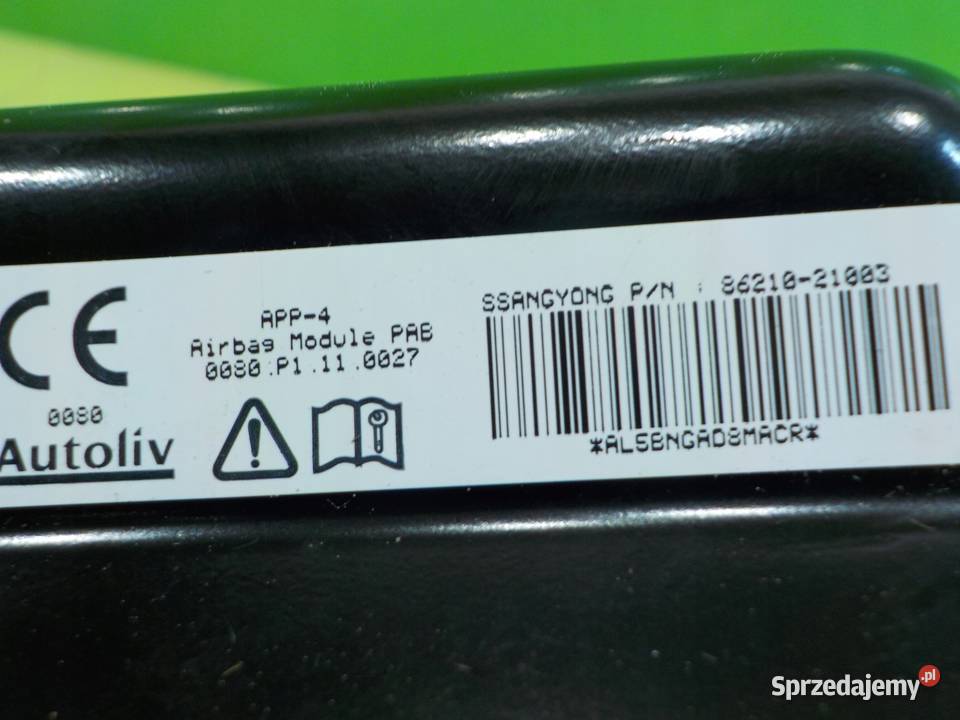 CE
0080
Autoliv
APP-4
Airbag Module PAB
0080.P1.11.0027
SSANGYONG P/N : 86210-21003
*AL5BNGAD8MACR*
Sprzedajemy.pl